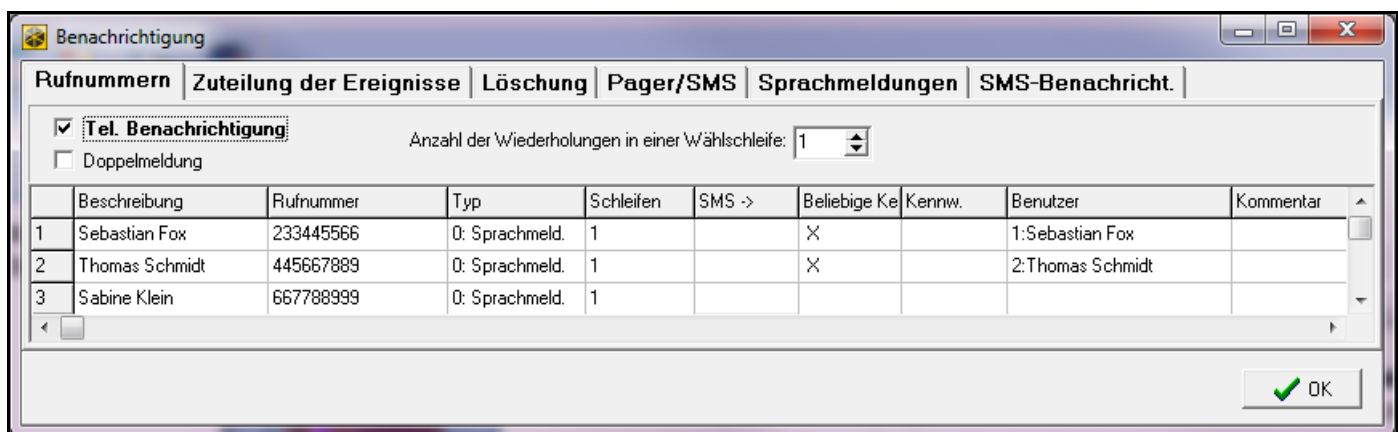 Benachrichtigung
Rufnummern Zuteilung der Ereignisse Löschung Pager/SMS Sprachmeldungen SMS-Benachricht.
Tel. Benachrichtigung
Anzahl der Wiederholungen in einer Wählschleife: 1
Doppelmeldung
Beschreibung Rufnummer Typ Schleifen SMS -> Beliebige Ke Kennw. Benutzer Kommentar
1 Sebastian Fox 233445566 0: Sprachmeld. 1 X 1:Sebastian Fox
2 Thomas Schmidt 445667889 0: Sprachmeld. 1 X 2:Thomas Schmidt
3 Sabine Klein 667788999 0: Sprachmeld. 1
OK